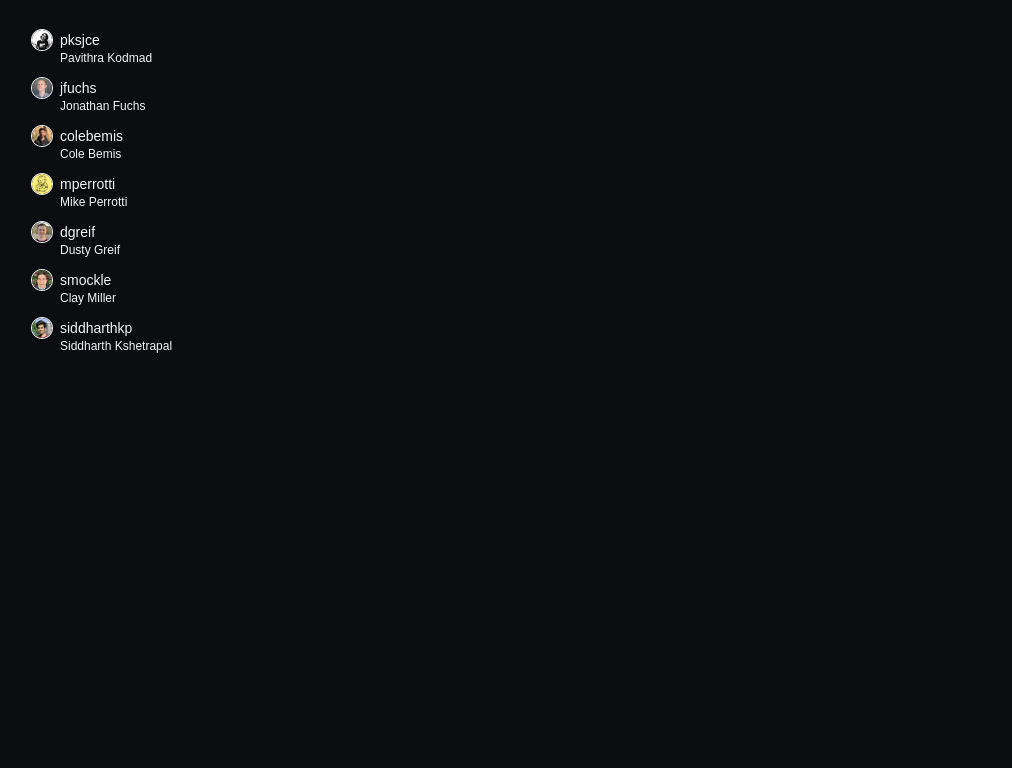 pksjce
Pavithra Kodmad
jfuchs
Jonathan Fuchs
colebemis
Cole Bemis
mperrotti
Mike Perrotti
dgreif
Dusty Greif
smockle
Clay Miller
siddharthkp
Siddharth Kshetrapal